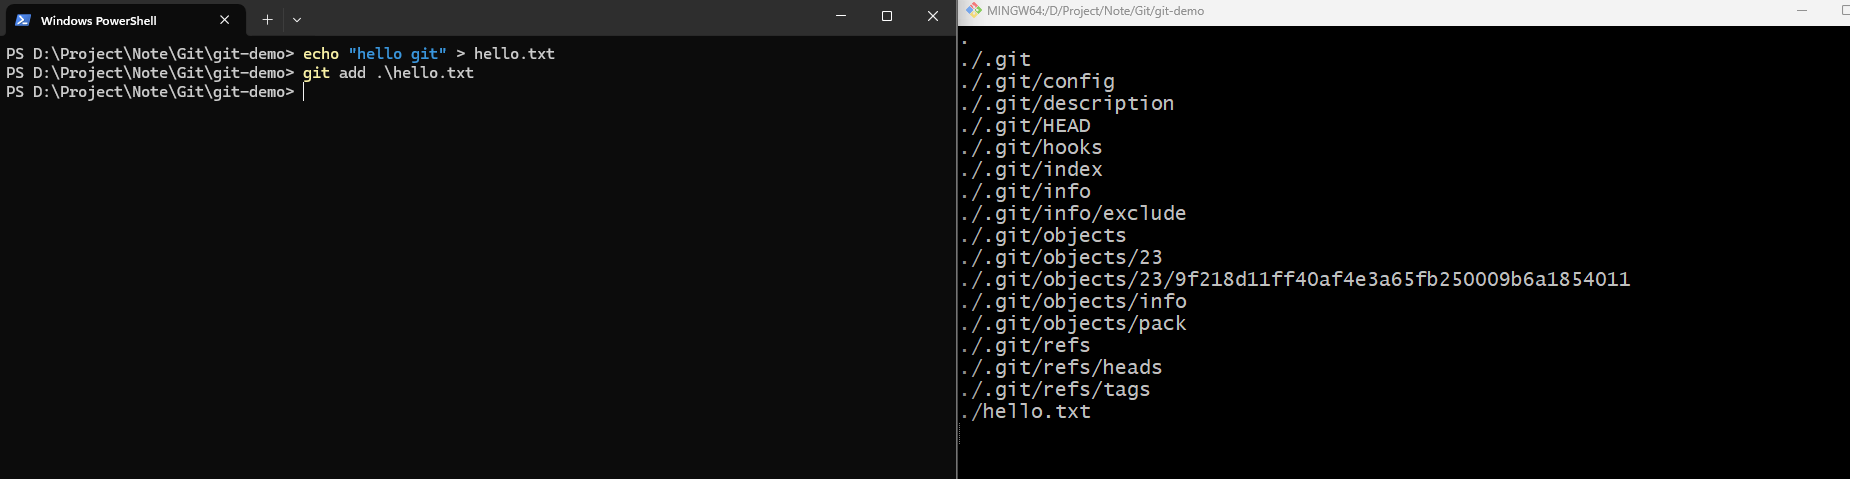 Windows PowerShell
PS D:\Project\Note\Git\git-demo> echo "hello git" > hello.txt
PS D:\Project\Note\Git\git-demo> git add .\hello.txt
PS D:\Project\Note\Git\git-demo>
MINGW64:/D/Project/Note/Git/git-demo
.
./.git
./.git/config
./.git/description
./.git/HEAD
./.git/hooks
./.git/index
./.git/info
./.git/info/exclude
./.git/objects
./.git/objects/23
./.git/objects/23/9f218d11ff40af4e3a65fb250009b6a1854011
./.git/objects/info
./.git/objects/pack
./.git/refs
./.git/refs/heads
./.git/refs/tags
./hello.txt